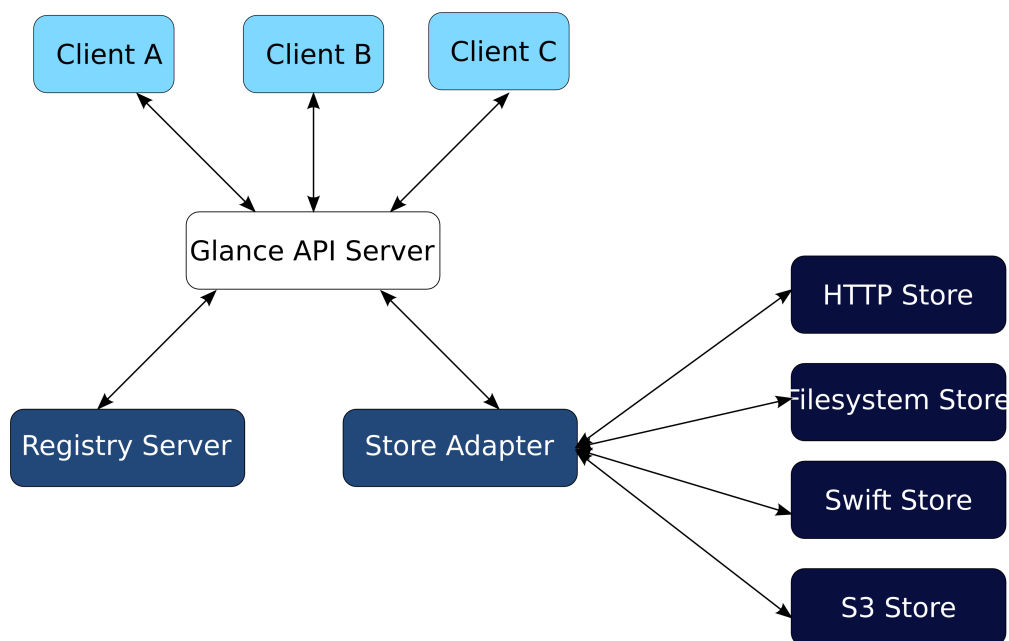 Client A
Client B
Client C
Glance API Server
HTTP Store
Filesystem Store
Registry Server
Store Adapter
Swift Store
S3 Store